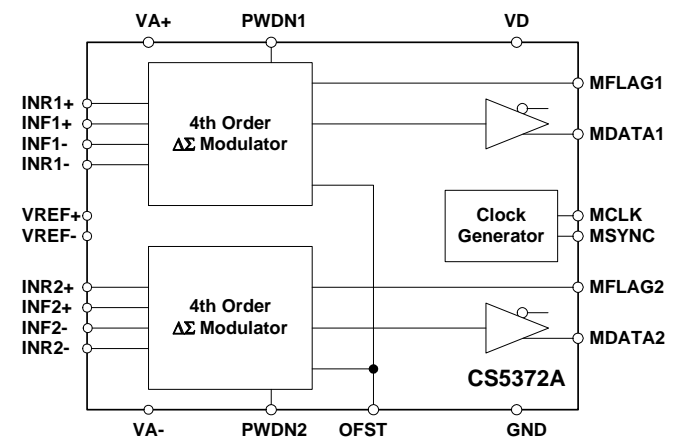 VA+ PWDN1 VD
INR1+
INF1+
INF1-
INR1-
4th Order
ΔΣ Modulator
MFLAG1
MDATA1
VREF+
VREF-
Clock
Generator
MCLK
MSYNC
INR2+
INF2+
INF2-
INR2-
4th Order
ΔΣ Modulator
MFLAG2
MDATA2
CS5372A
VA- PWDN2 OFST GND